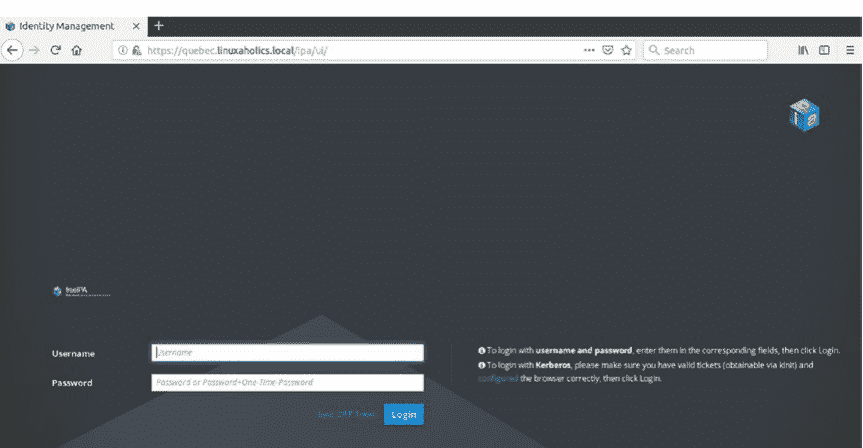 Identity Management
https://quebec.linuxaholics.local/ipa/ui/
Search
freeIPA
Username
Username
To login with username and password, enter them in the corresponding fields, then click Login.
To login with Kerberos, please make sure you have valid tickets (obtainable via kinit) and
configured the browser correctly, then click Login.
Password
Password or Password+One-Time-Password
Login